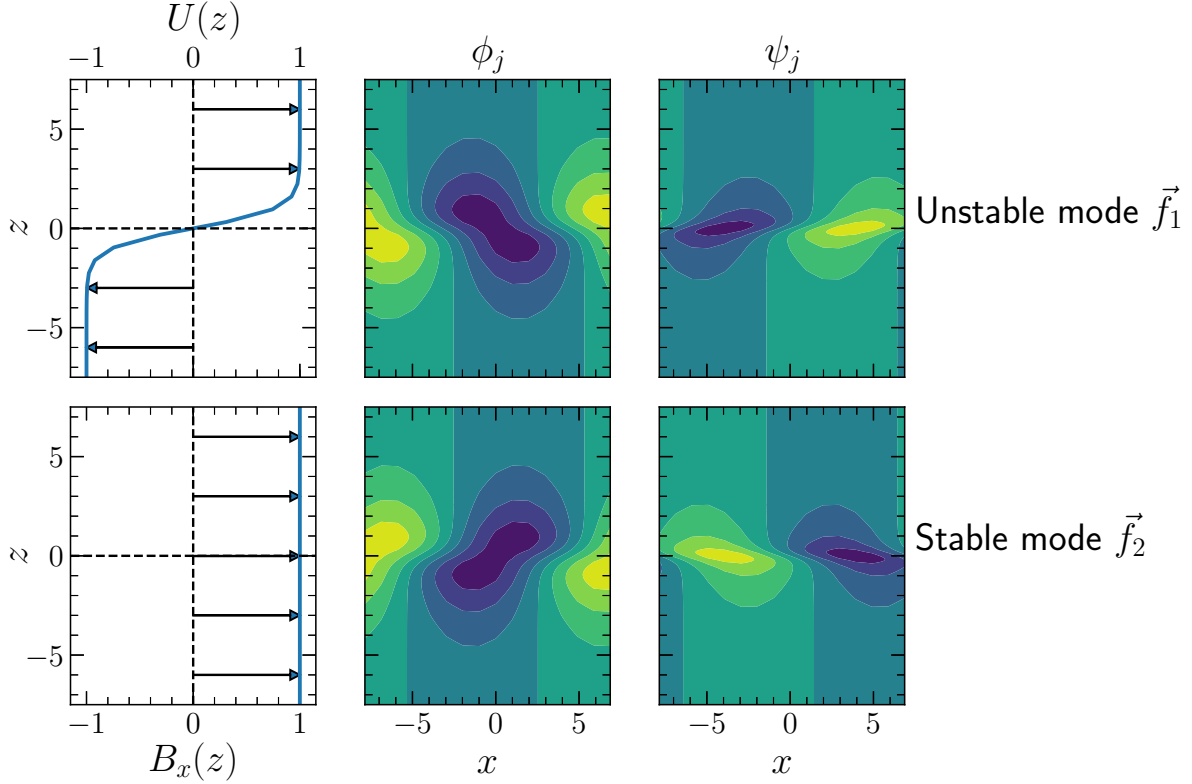 U(z)
−1 0 1
ϕ_j
ψ_j
z
5
0
−5
Unstable mode f⃗_1
z
5
0
−5
Stable mode f⃗_2
−1 0 1
−5 0 5
−5 0 5
B_x(z)
x
x